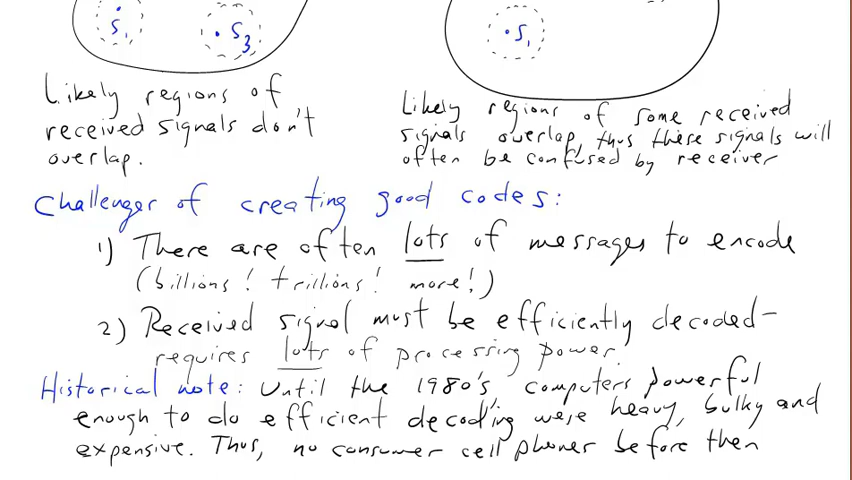 S1
S3
S1
Likely regions of
received signals don't
overlap.
Likely regions of some received
signals overlap, thus these signals will
often be confused by receiver
Challenges of creating good codes:
1) There are often lots of messages to encode
(billions! trillions! more!)
2) Received signal must be efficiently decoded-
requires lots of processing power
Historical note: Until the 1980's, computers powerful
enough to do efficient decoding were heavy, bulky and
expensive. Thus, no consumer cell phones before then